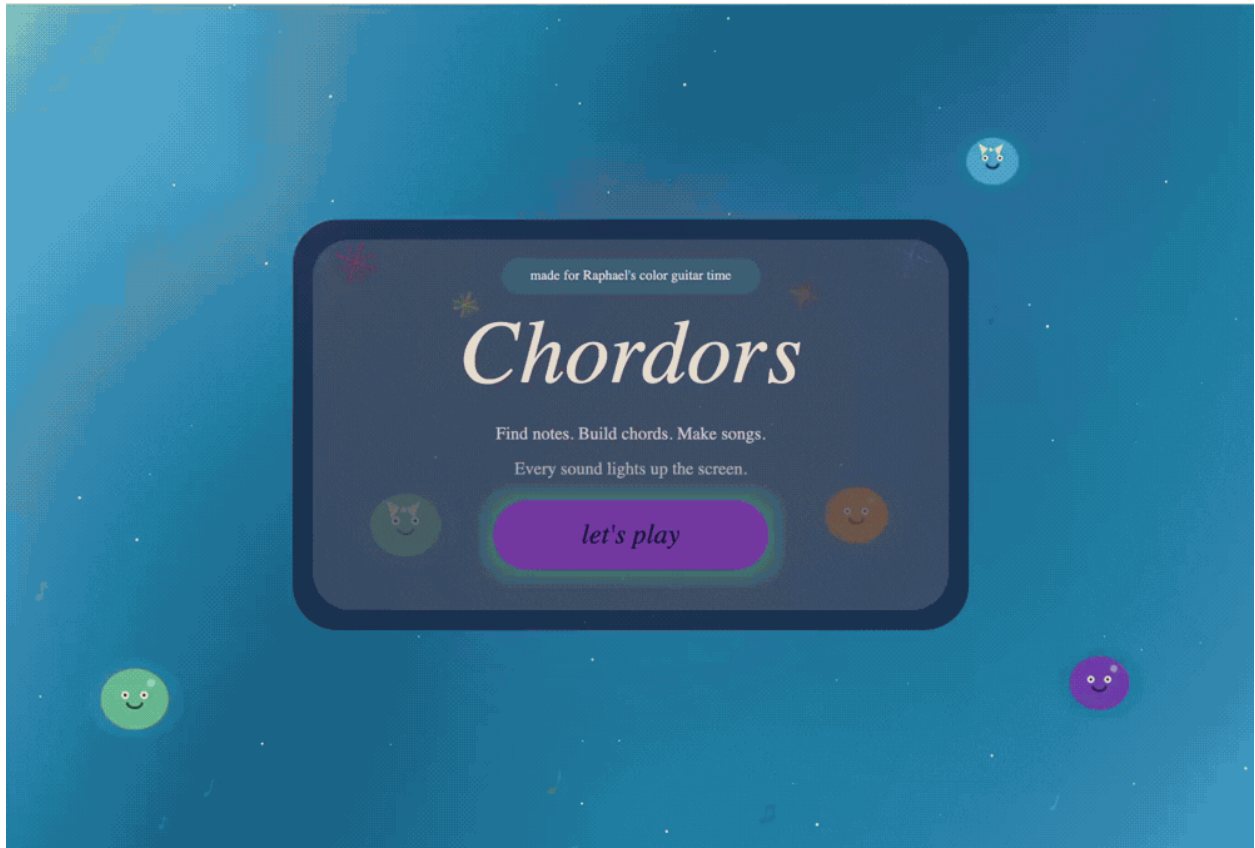 made for Raphael's color guitar time
Chordors
Find notes. Build chords. Make songs.
Every sound lights up the screen.
let's play